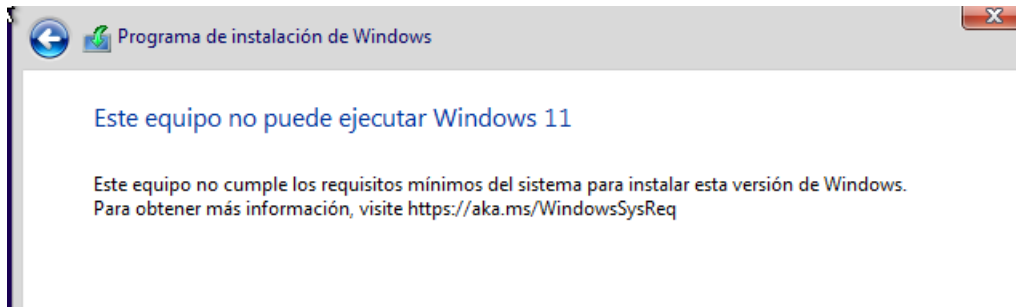 Programa de instalación de Windows
Este equipo no puede ejecutar Windows 11
Este equipo no cumple los requisitos mínimos del sistema para instalar esta versión de Windows.
Para obtener más información, visite https://aka.ms/WindowsSysReq